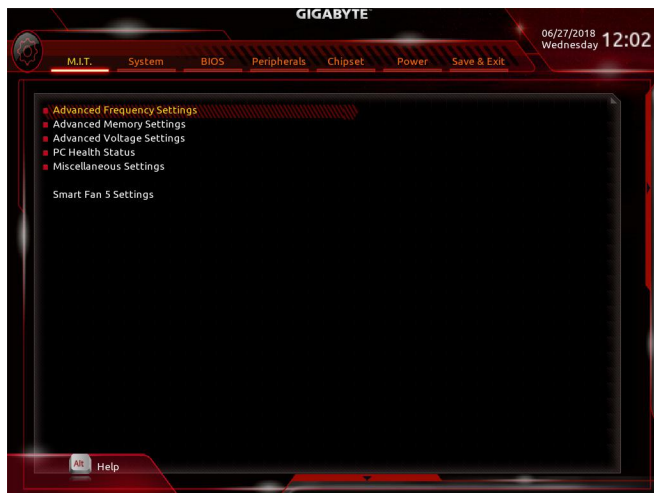 GIGABYTE™
06/27/2018
Wednesday
12:02
M.I.T. System BIOS Peripherals Chipset Power Save & Exit
Advanced Frequency Settings
Advanced Memory Settings
Advanced Voltage Settings
PC Health Status
Miscellaneous Settings
Smart Fan 5 Settings
Alt Help